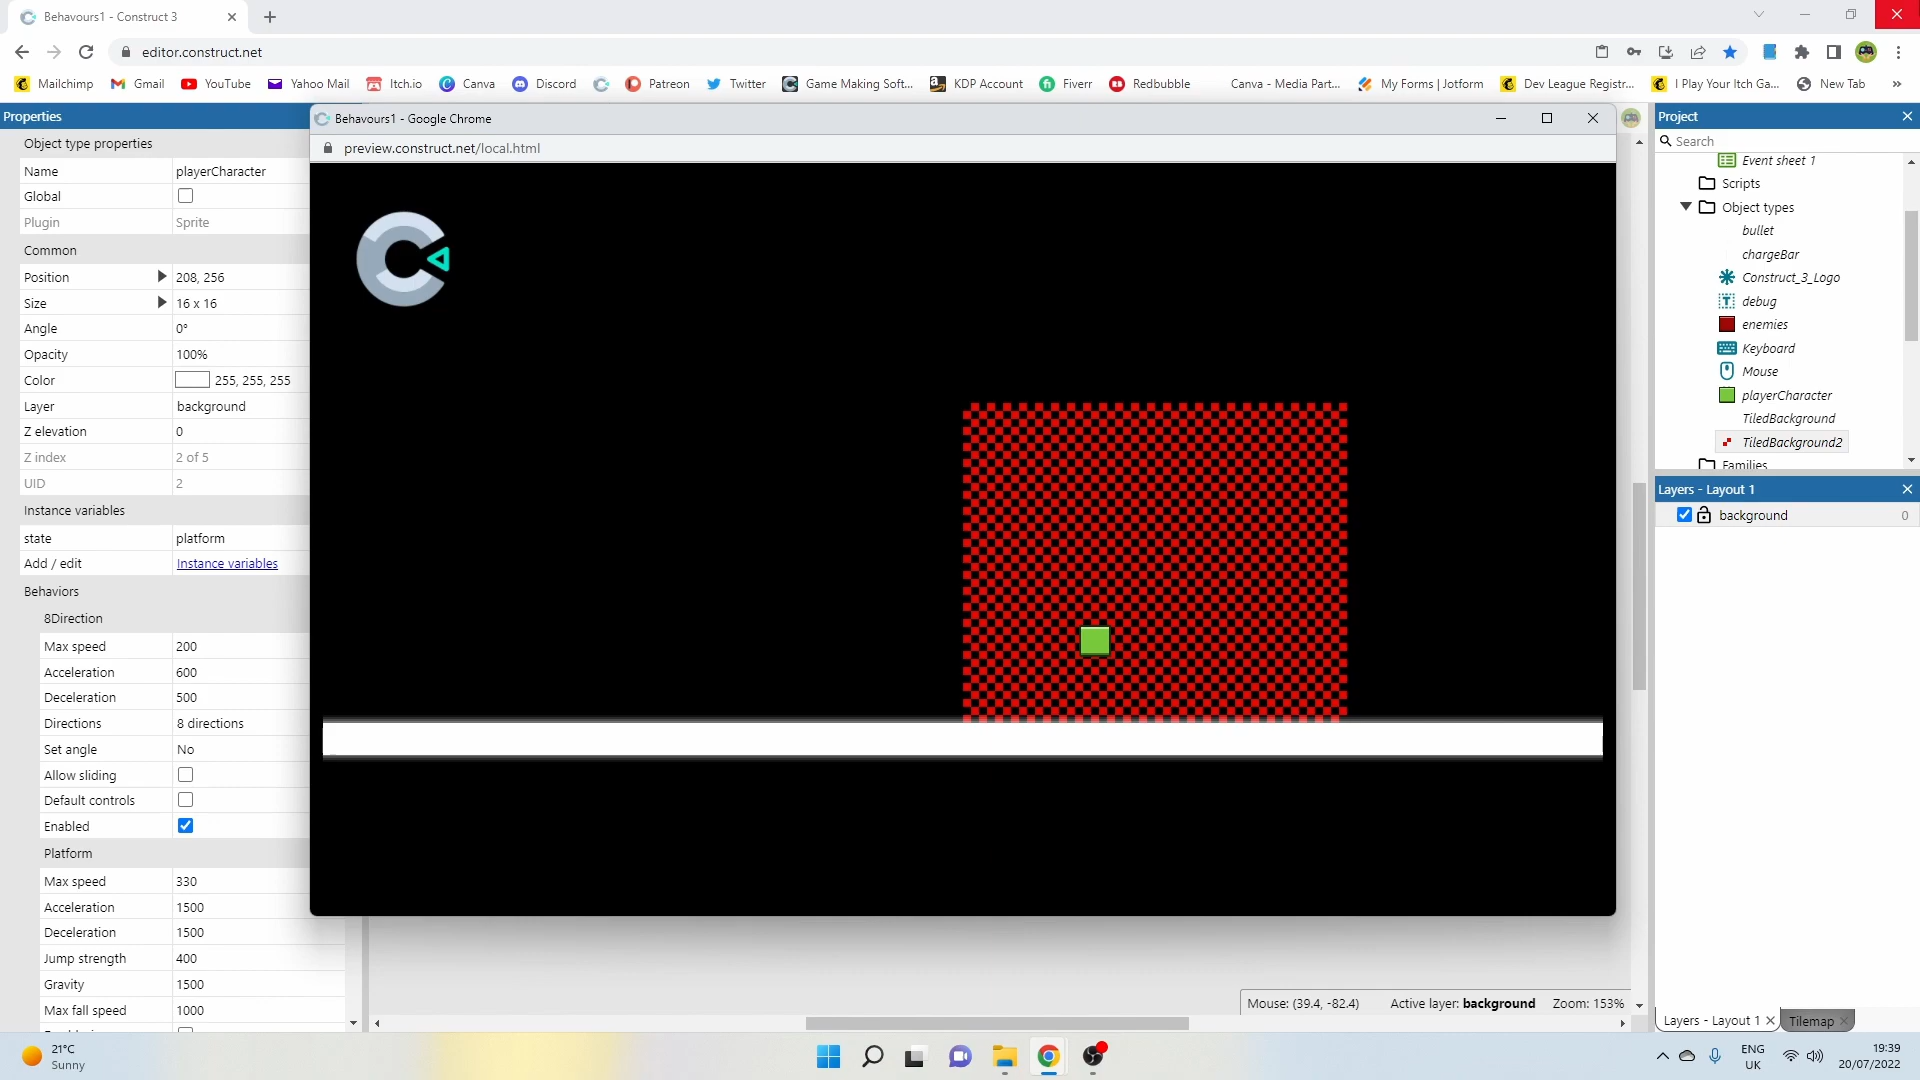 Behavours1 - Construct 3
editor.construct.net
Mailchimp Gmail YouTube Yahoo Mail Itch.io Canva Discord Patreon Twitter Game Making Soft... KDP Account Fiverr Redbubble Canva - Media Part... My Forms | Jotform Dev League Registr... I Play Your Itch Ga... New Tab »
Properties
Object type properties
Name playerCharacter
Global
Plugin Sprite
Common
Position 208, 256
Size 16 x 16
Angle 0°
Opacity 100%
Color 255, 255, 255
Layer background
Z elevation 0
Z index 2 of 5
UID 2
Instance variables
state platform
Add / edit Instance variables
Behaviors
8Direction
Max speed 200
Acceleration 600
Deceleration 500
Directions 8 directions
Set angle No
Allow sliding
Default controls
Enabled
Platform
Max speed 330
Acceleration 1500
Deceleration 1500
Jump strength 400
Gravity 1500
Max fall speed 1000
Behavours1 - Google Chrome
preview.construct.net/local.html
Project
Search
Event sheet 1
Scripts
Object types
bullet
chargeBar
Construct_3_Logo
debug
enemies
Keyboard
Mouse
playerCharacter
TiledBackground
TiledBackground2
Families
Layers - Layout 1
background 0
Mouse: (39.4, -82.4) Active layer: background Zoom: 153%
Layers - Layout 1 Tilemap
21°C
Sunny
ENG
UK
19:39
20/07/2022